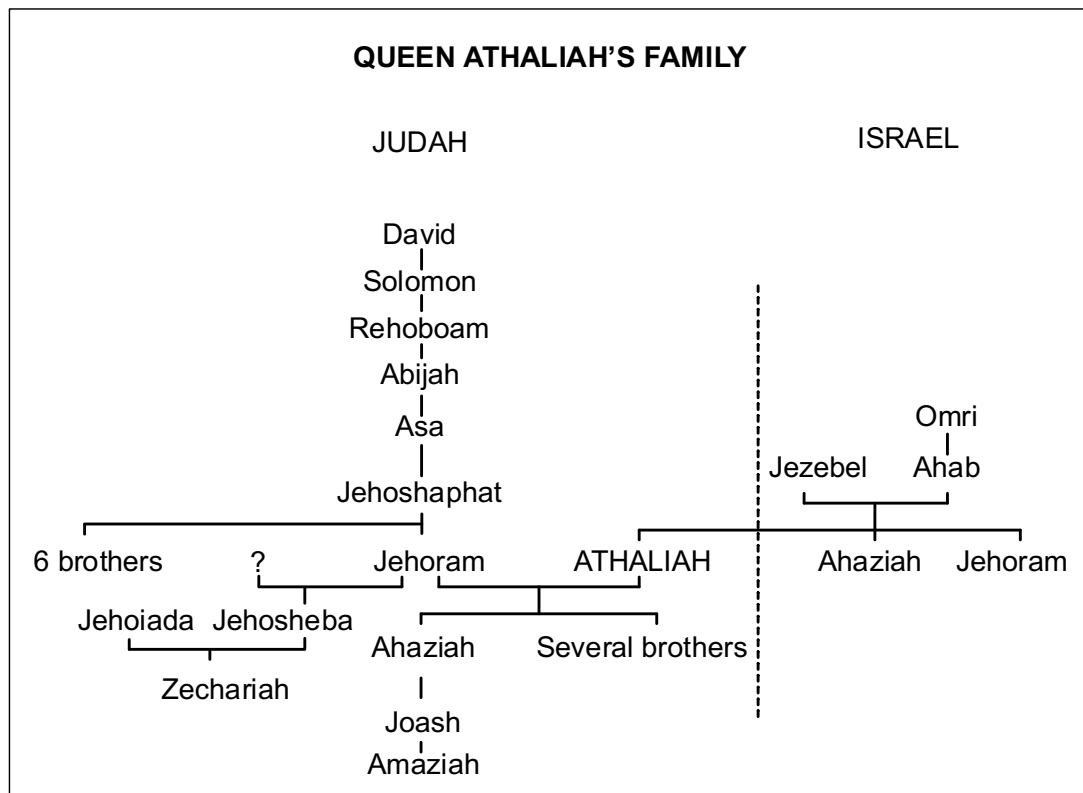 QUEEN ATHALIAH'S FAMILY
JUDAH
ISRAEL
David
Solomon
Rehoboam
Abijah
Asa
Omri
Jezebel
Ahab
Jehoshaphat
6 brothers
?
Jehoram
ATHALIAH
Ahaziah
Jehoram
Jehoiada
Jehosheba
Ahaziah
Several brothers
Zechariah
Joash
Amaziah